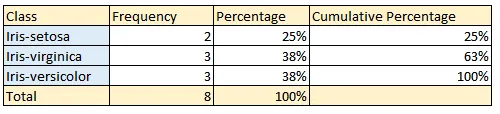 Class Frequency Percentage Cumulative Percentage
Iris-setosa 2 25% 25%
Iris-virginica 3 38% 63%
Iris-versicolor 3 38% 100%
Total 8 100%